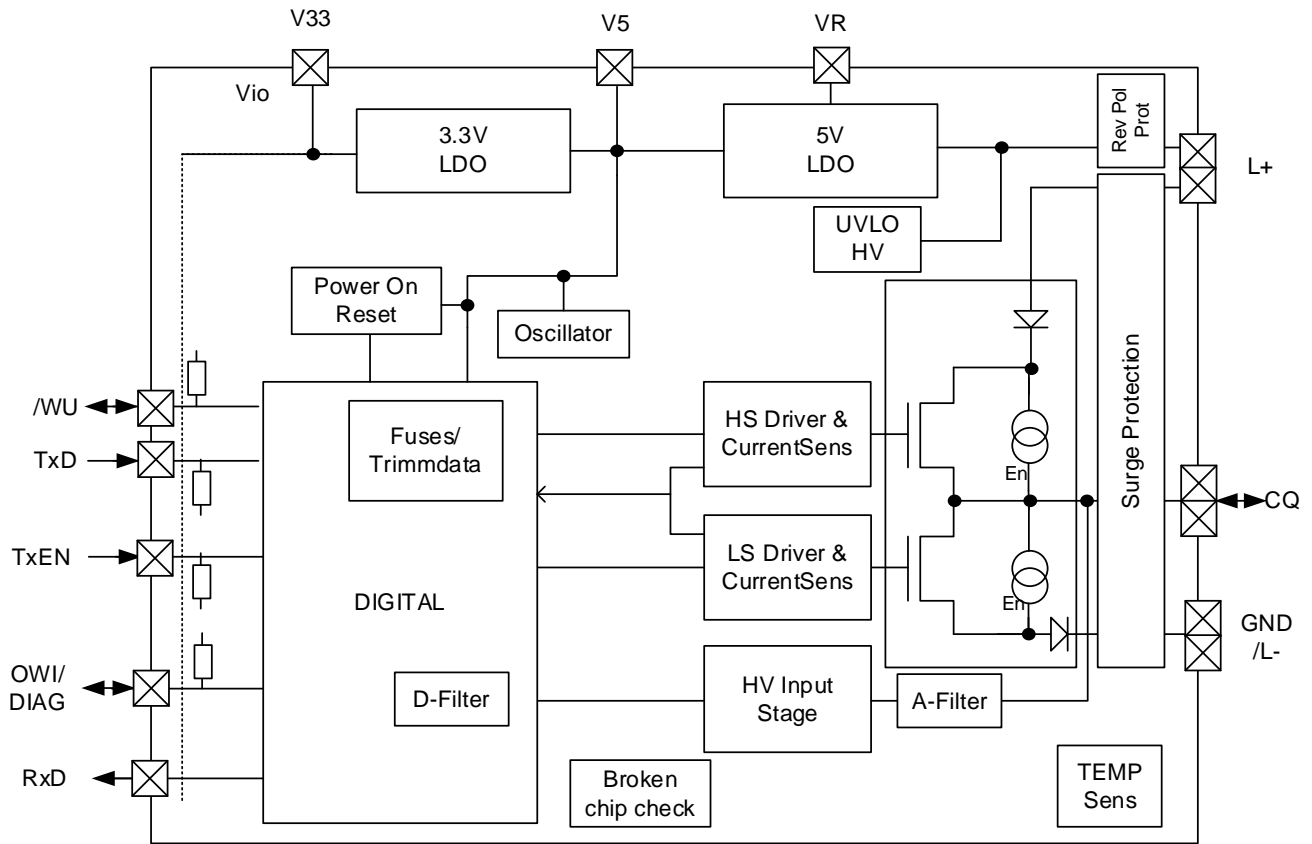 V33
V5
VR
Vio
3.3V
LDO
5V
LDO
Rev Pol
Prot
L+
UVLO
HV
Power On
Reset
Oscillator
/WU
TxD
TxEN
OWI/
DIAG
RxD
Fuses/
Trimmdata
DIGITAL
D-Filter
HS Driver &
CurrentSens
LS Driver &
CurrentSens
HV Input
Stage
A-Filter
En
En
Surge Protection
CQ
GND
/L-
Broken
chip check
TEMP
Sens